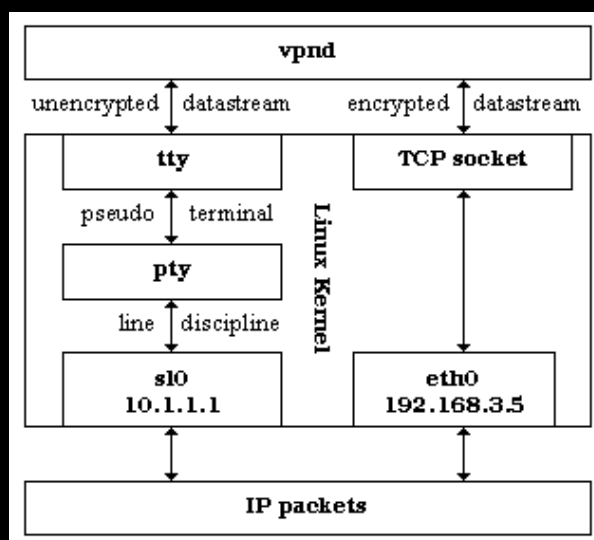 vpnd
unencrypted datastream encrypted datastream
tty TCP socket
pseudo terminal
Linux Kernel
pty
line discipline
sl0 eth0
10.1.1.1 192.168.3.5
IP packets